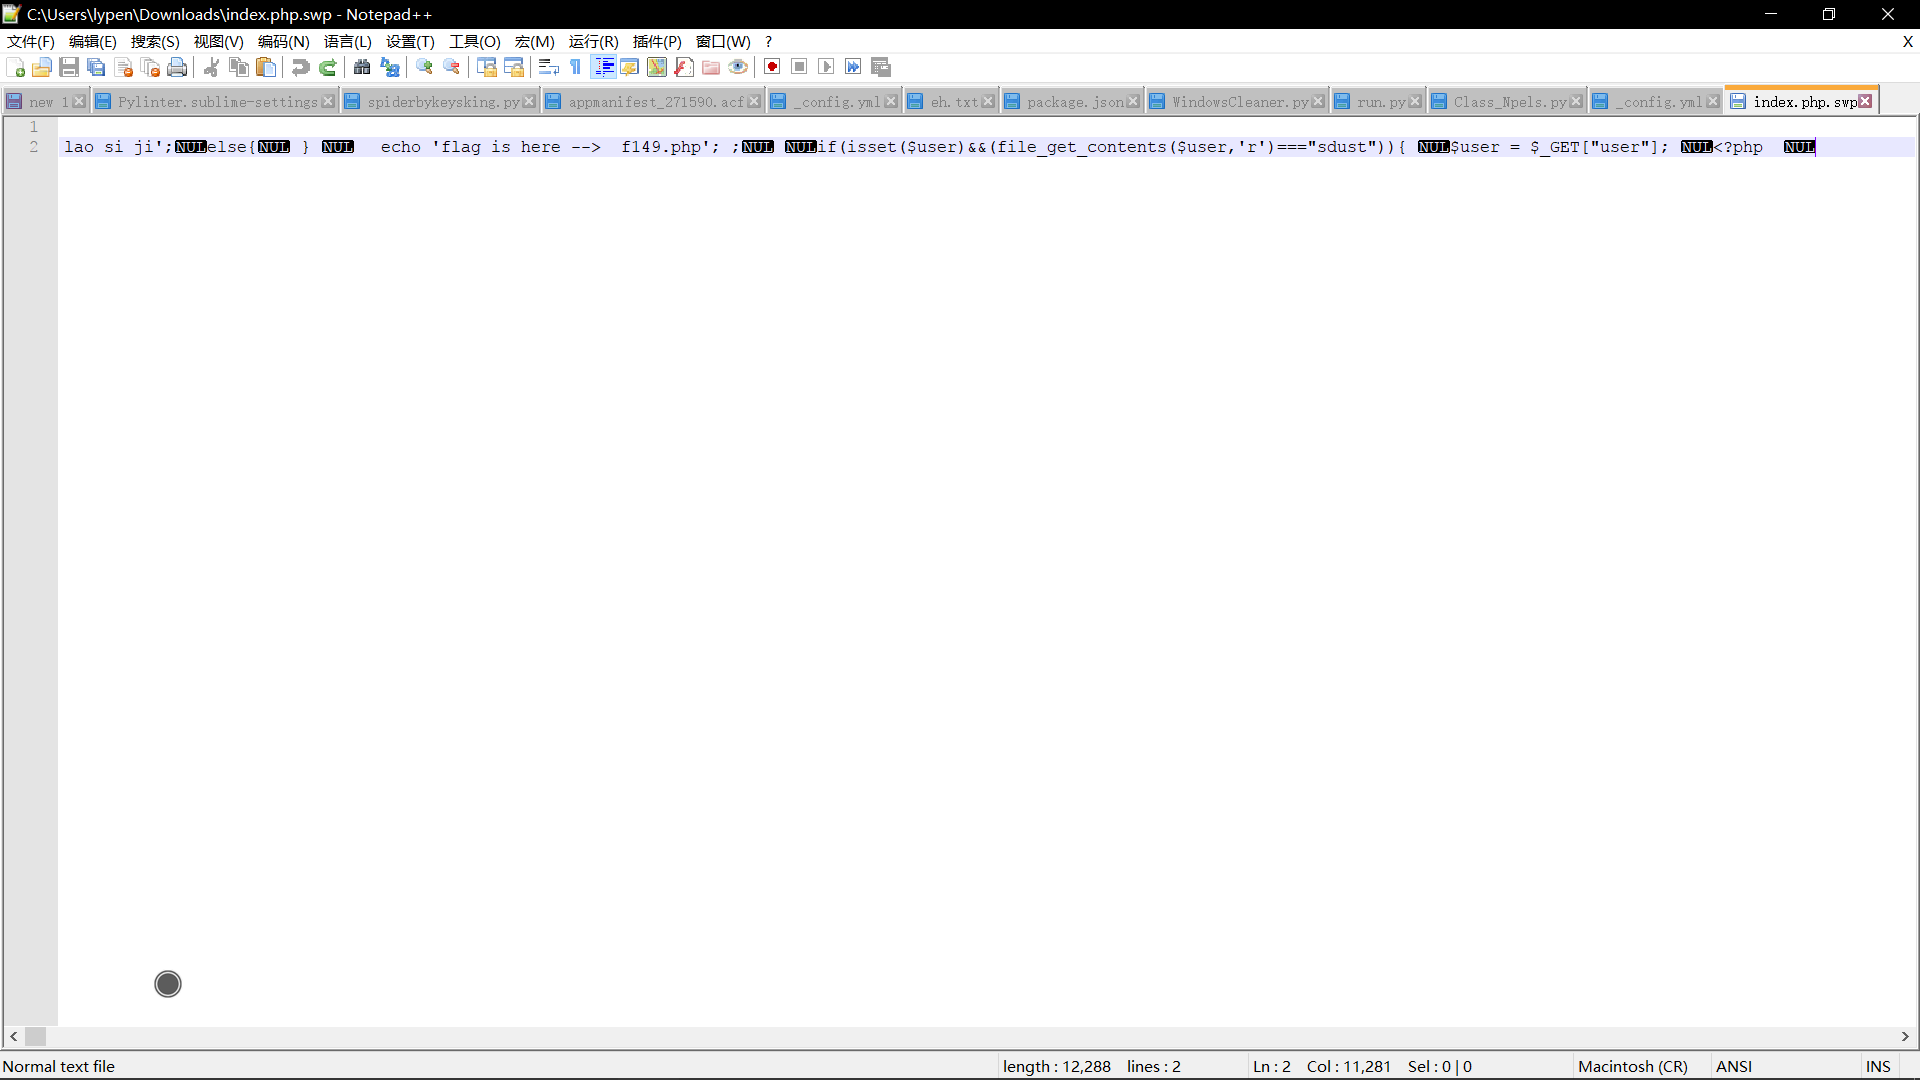 C:\Users\lypen\Downloads\index.php.swp - Notepad++
文件(F) 编辑(E) 搜索(S) 视图(V) 编码(N) 语言(L) 设置(T) 工具(O) 宏(M) 运行(R) 插件(P) 窗口(W) ? X
new 1 Pylinter.sublime-settings spiderbykeysking.py appmanifest_271590.acf _config.yml eh.txt package.json WindowsCleaner.py run.py Class_Npels.py _config.yml index.php.swp
1
2 lao si ji';NULelse{NUL } NUL   echo 'flag is here -->  f149.php'; ;NUL NULif(isset($user)&&(file_get_contents($user,'r')==="sdust")){ NUL$user = $_GET["user"]; NUL<?php  NUL
Normal text file length : 12,288 lines : 2 Ln : 2 Col : 11,281 Sel : 0 | 0 Macintosh (CR) ANSI INS